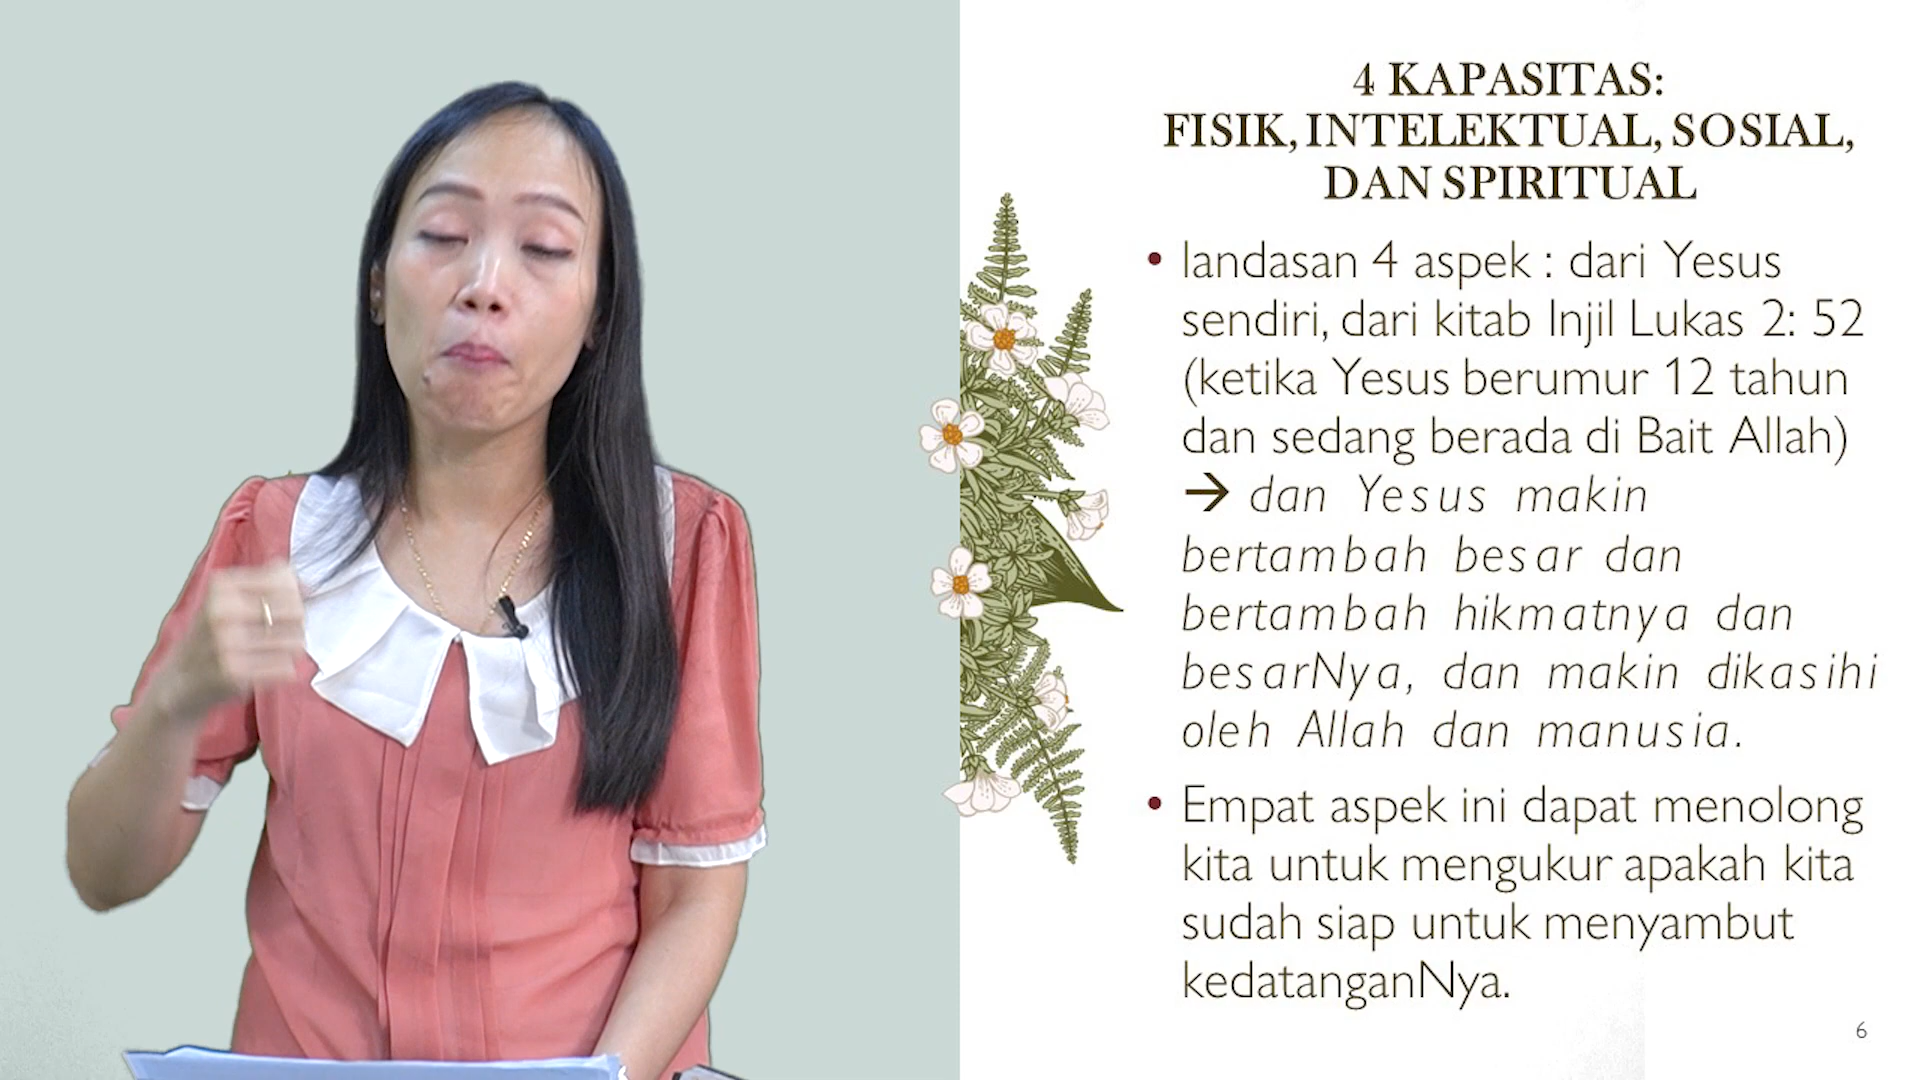 4 KAPASITAS:
FISIK, INTELEKTUAL, SOSIAL,
DAN SPIRITUAL
• landasan 4 aspek : dari Yesus
sendiri, dari kitab Injil Lukas 2: 52
(ketika Yesus berumur 12 tahun
dan sedang berada di Bait Allah)
→ dan Yesus makin
bertambah besar dan
bertambah hikmatnya dan
besarNya, dan makin dikasihi
oleh Allah dan manusia.
• Empat aspek ini dapat menolong
kita untuk mengukur apakah kita
sudah siap untuk menyambut
kedatanganNya.
6